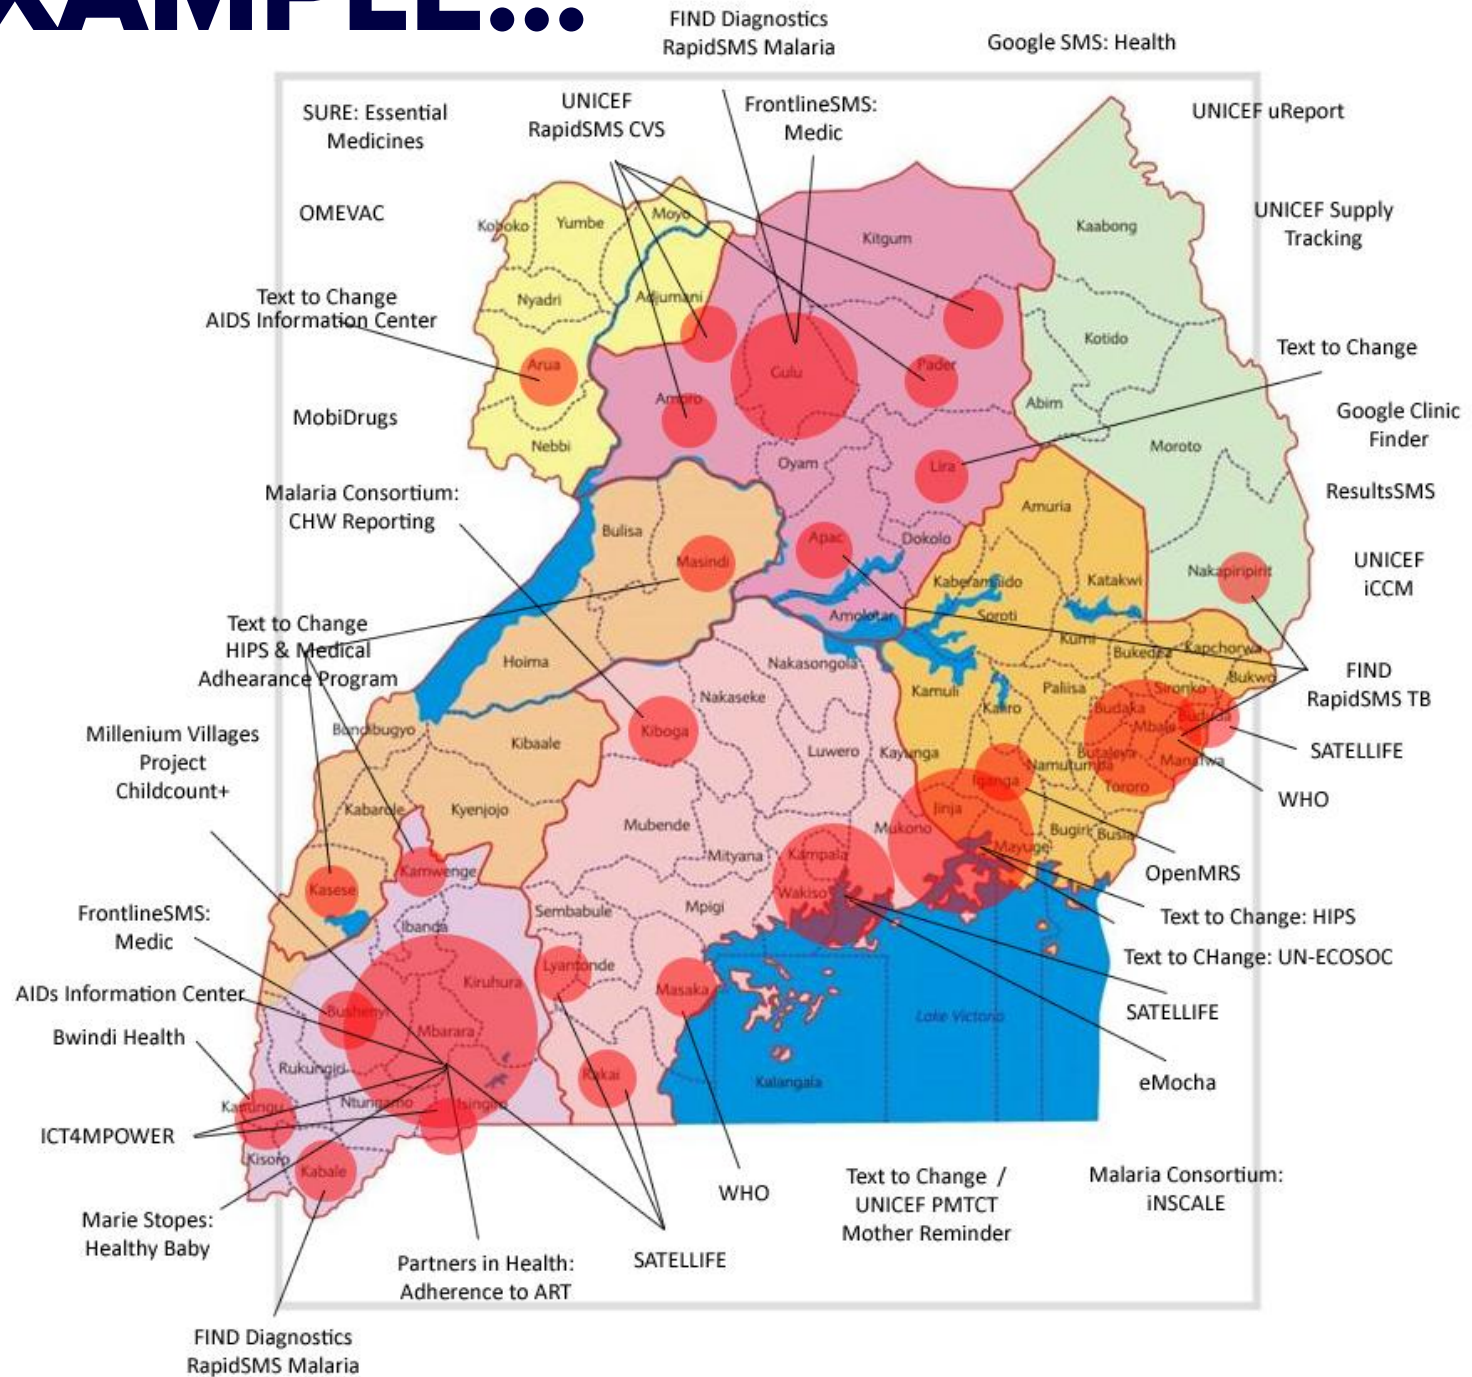 XAMPLE...
FIND Diagnostics
RapidSMS Malaria
Google SMS: Health
SURE: Essential
Medicines
UNICEF
RapidSMS CVS
FrontlineSMS:
Medic
UNICEF uReport
OMEVAC
UNICEF Supply
Tracking
Text to Change
AIDS Information Center
Text to Change
MobiDrugs
Google Clinic
Finder
Malaria Consortium:
CHW Reporting
ResultsSMS
UNICEF
iCCM
Text to Change
HIPS & Medical
Adhearance Program
FIND
RapidSMS TB
Millenium Villages
Project
Childcount+
SATELLIFE
WHO
OpenMRS
FrontlineSMS:
Medic
Text to Change: HIPS
Text to CHange: UN-ECOSOC
AIDs Information Center
SATELLIFE
Bwindi Health
eMocha
ICT4MPOWER
WHO
Text to Change /
UNICEF PMTCT
Mother Reminder
Malaria Consortium:
iNSCALE
Marie Stopes:
Healthy Baby
Partners in Health:
Adherence to ART
SATELLIFE
FIND Diagnostics
RapidSMS Malaria
Koboko
Yumbe
Moyo
Kitgum
Kaabong
Nyadri
Adjumani
Kotido
Arua
Gulu
Pader
Amoro
Abim
Nebbi
Oyam
Lira
Moroto
Amuria
Bulisa
Masindi
Apac
Dokolo
Nakapiripirit
Kaberamaido
Katakwi
Amolotar
Soroti
Kumi
Bukedea
Kapchorwa
Hoima
Nakasongola
Bukwo
Nakaseke
Kamuli
Paliisa
Sironko
Kaliro
Budaka
Mbale
Bududa
Bundibugyo
Kibaale
Kiboga
Luwero
Kayunga
Butaleya
Manafwa
Namutumba
Iganga
Tororo
Kabarole
Kyenjojo
Mubende
Jinja
Mukono
Bugiri
Busia
Mityana
Kampala
Mayuge
Kamwenge
Kasese
Wakiso
Sembabule
Mpigi
Ibanda
Lyantonde
Kiruhura
Masaka
Bushenyi
Mbarara
Lake Victoria
Rukungiri
Rakai
Kalangala
Kanungu
Ntungamo
Isingiro
Kisoro
Kabale